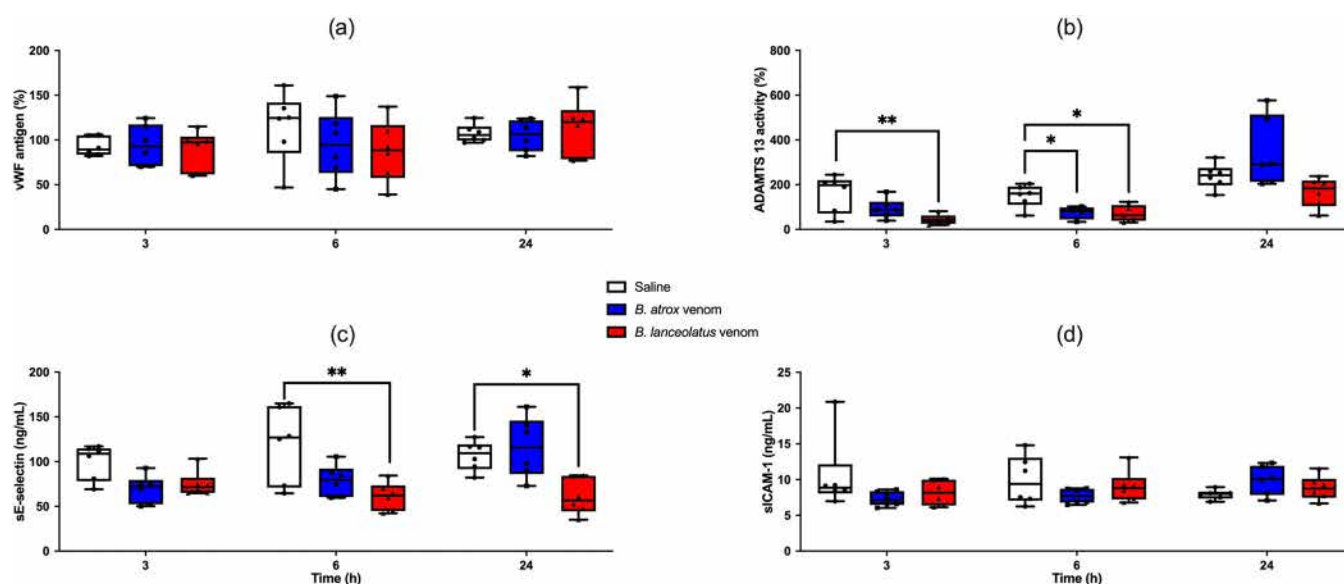 (a)
vWF antigen (%)
200
150
100
50
0
3
6
24
(b)
ADAMTS 13 activity (%)
800
600
400
200
0
**
*
*
3
6
24
Saline
B. atrox venom
B. lanceolatus venom
(c)
sE-selectin (ng/mL)
200
150
100
50
0
**
*
3
6
24
Time (h)
(d)
sICAM-1 (ng/mL)
25
20
15
10
5
0
3
6
24
Time (h)